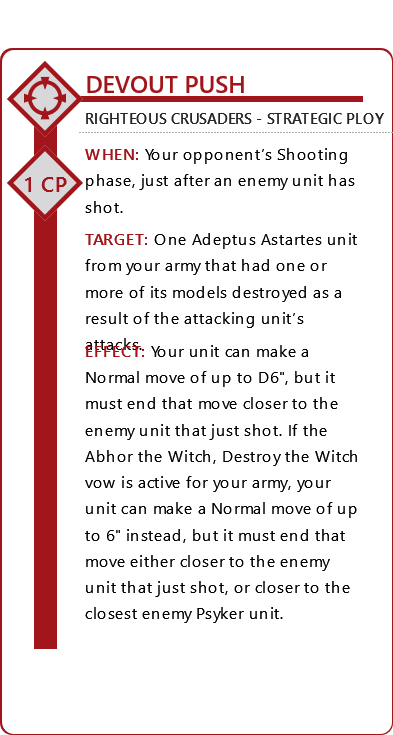 DEVOUT PUSH
RIGHTEOUS CRUSADERS - STRATEGIC PLOY
WHEN: Your opponent's Shooting
phase, just after an enemy unit has
shot.
1 CP
TARGET: One Adeptus Astartes unit
from your army that had one or
more of its models destroyed as a
result of the attacking unit's
attacks.
EFFECT: Your unit can make a
Normal move of up to D6", but it
must end that move closer to the
enemy unit that just shot. If the
Abhor the Witch, Destroy the Witch
vow is active for your army, your
unit can make a Normal move of up
to 6" instead, but it must end that
move either closer to the enemy
unit that just shot, or closer to the
closest enemy Psyker unit.